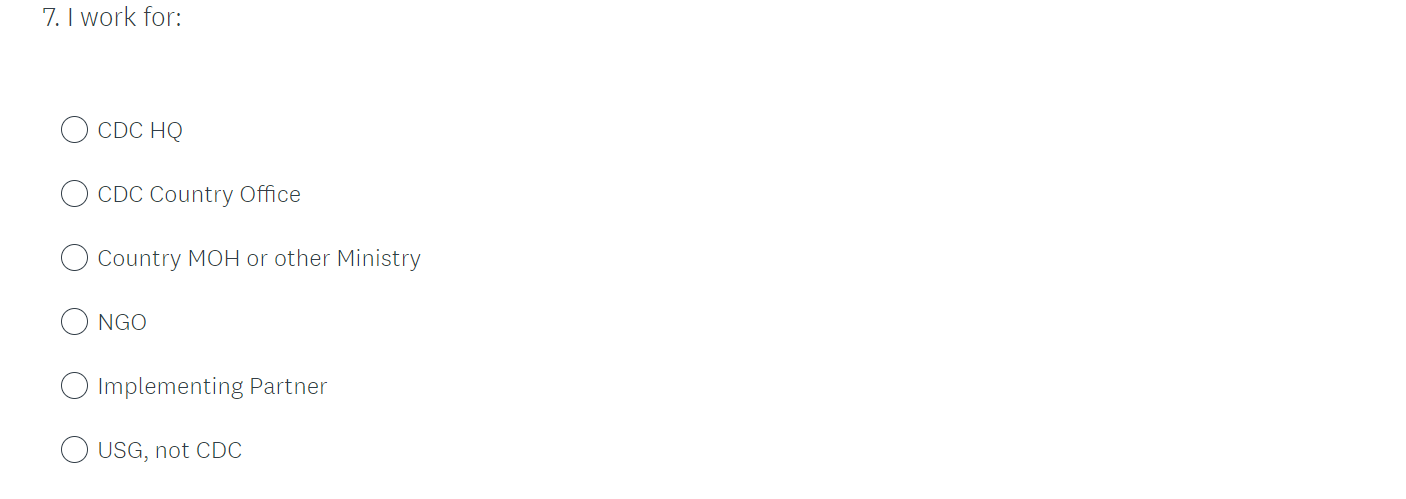 7. I work for:
CDC HQ
CDC Country Office
Country MOH or other Ministry
NGO
Implementing Partner
USG, not CDC